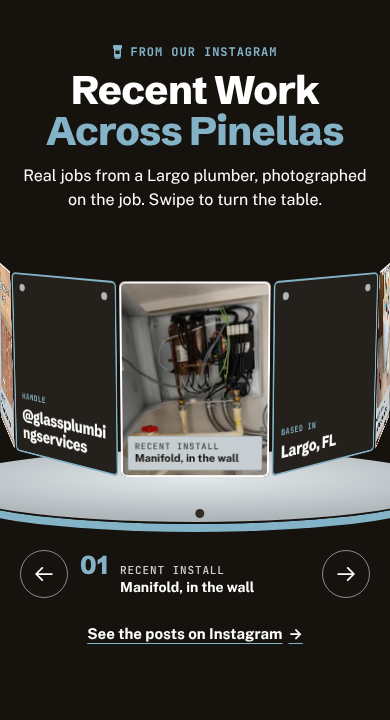 FROM OUR INSTAGRAM
Recent Work
Across Pinellas
Real jobs from a Largo plumber, photographed
on the job. Swipe to turn the table.
HANDLE
@glassplumbi
ngservices
RECENT INSTALL
Manifold, in the wall
BASED IN
Largo, FL
01
RECENT INSTALL
Manifold, in the wall
See the posts on Instagram →